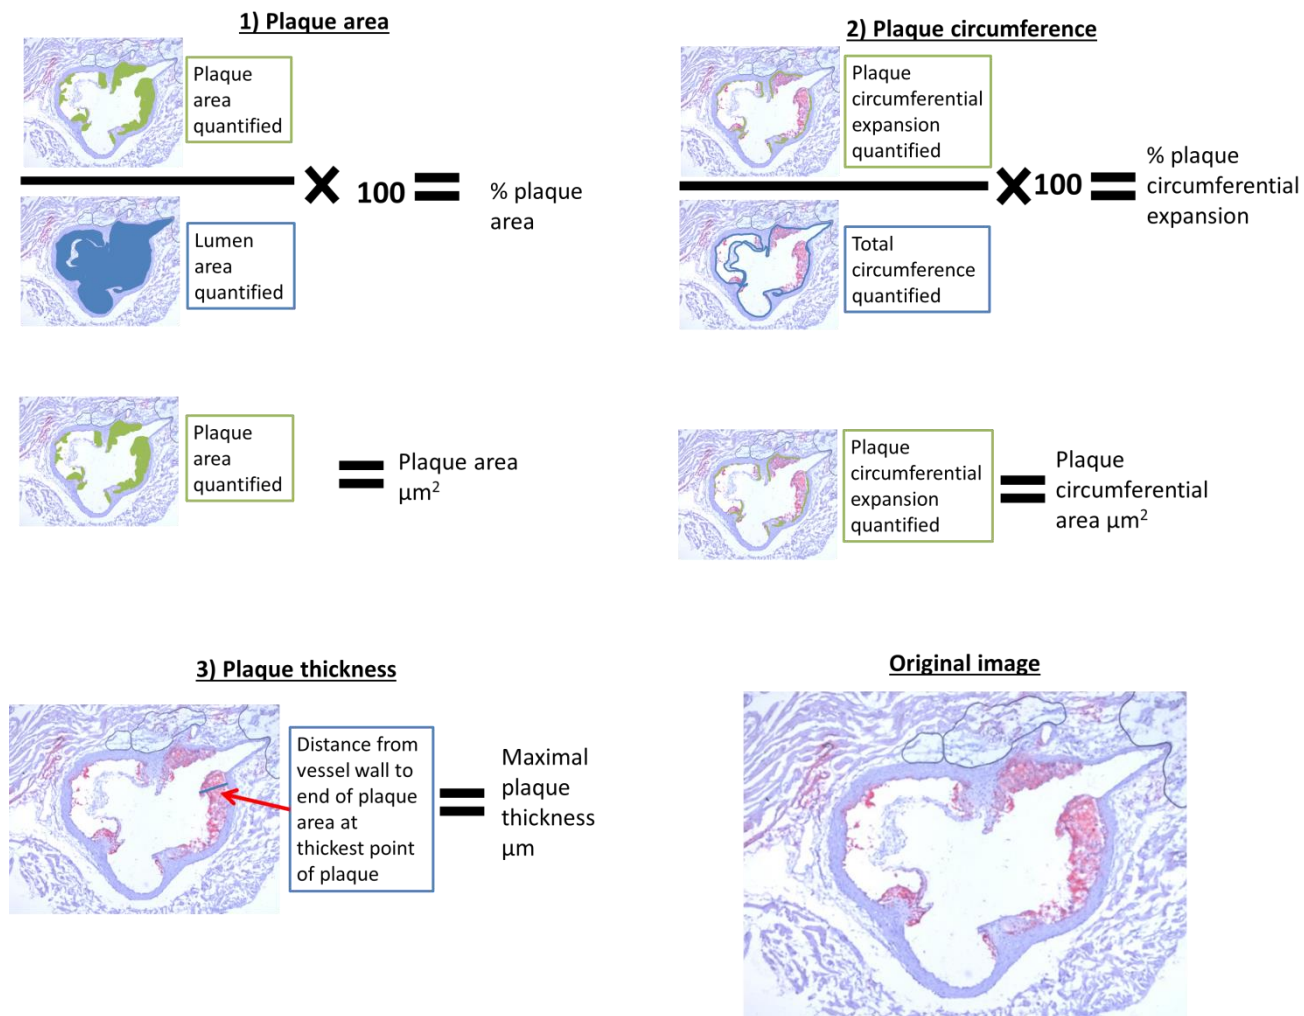 1) Plaque area
Plaque
area
quantified
Lumen
area
quantified
100
% plaque
area
2) Plaque circumference
Plaque
circumferential
expansion
quantified
Total
circumference
quantified
100
% plaque
circumferential
expansion
Plaque
area
quantified
Plaque area
μm²
Plaque
circumferential
expansion
quantified
Plaque
circumferential
area μm²
3) Plaque thickness
Distance from
vessel wall to
end of plaque
area at
thickest point
of plaque
Maximal
plaque
thickness
μm
Original image